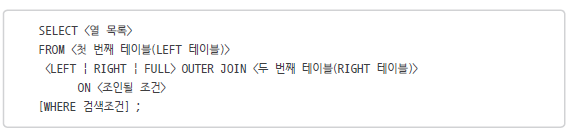 SELECT <열 목록>
FROM <첫 번째 테이블(LEFT 테이블)>
<LEFT | RIGHT | FULL> OUTER JOIN <두 번째 테이블(RIGHT 테이블)>
ON <조인될 조건>
[WHERE 검색조건] ;